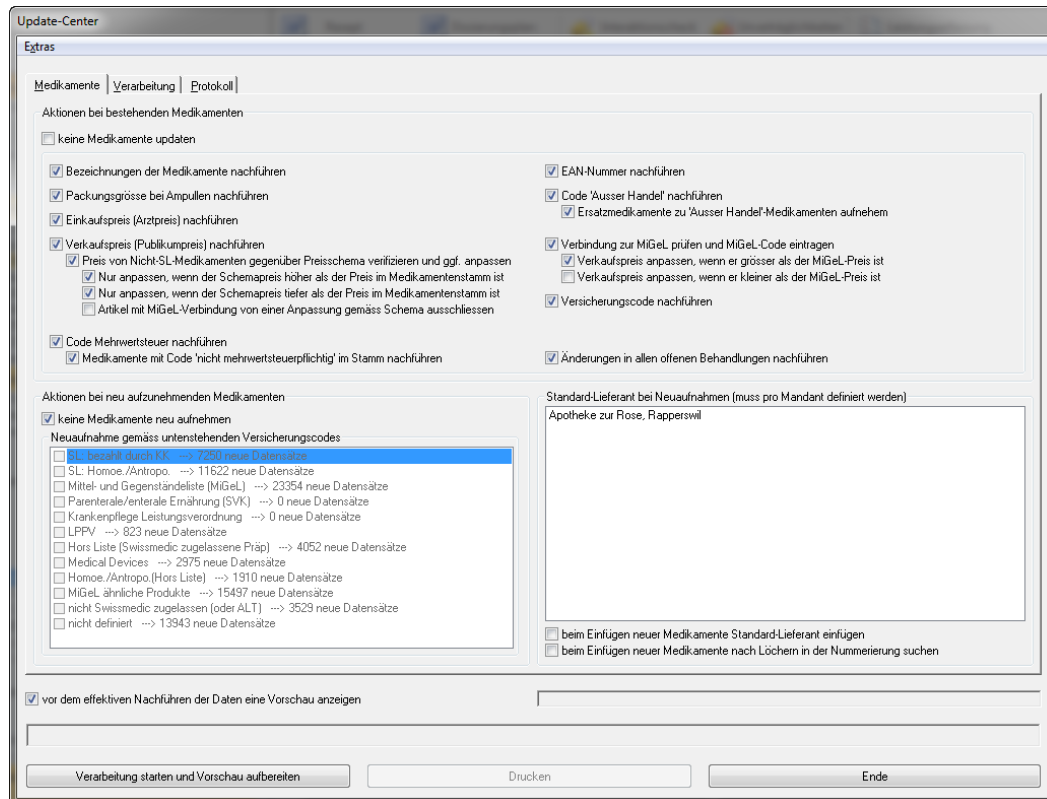 Update-Center
Extras
Medikamente
Verarbeitung
Protokoll
Aktionen bei bestehenden Medikamenten
keine Medikamente updaten
Bezeichnungen der Medikamente nachführen
Packungsgrösse bei Ampullen nachführen
Einkaufspreis (Arztpreis) nachführen
Verkaufspreis (Publikumpreis) nachführen
Preis von Nicht-SL-Medikamenten gegenüber Preisschema verifizieren und ggf. anpassen
Nur anpassen, wenn der Schemapreis höher als der Preis im Medikamentenstamm ist
Nur anpassen, wenn der Schemapreis tiefer als der Preis im Medikamentenstamm ist
Artikel mit MiGeL-Verbindung von einer Anpassung gemäss Schema ausschliessen
Code Mehrwertsteuer nachführen
Medikamente mit Code 'nicht mehrwertsteuerpflichtig' im Stamm nachführen
EAN-Nummer nachführen
Code 'Ausser Handel' nachführen
Ersatzmedikamente zu 'Ausser Handel'-Medikamenten aufnehem
Verbindung zur MiGeL prüfen und MiGeL-Code eintragen
Verkaufspreis anpassen, wenn er grösser als der MiGeL-Preis ist
Verkaufspreis anpassen, wenn er kleiner als der MiGeL-Preis ist
Versicherungscode nachführen
Änderungen in allen offenen Behandlungen nachführen
Aktionen bei neu aufzunehmenden Medikamenten
keine Medikamente neu aufnehmen
Neuaufnahme gemäss untenstehenden Versicherungscodes
SL: bezahlt durch KK ---> 7250 neue Datensätze
SL: Homoe./Antropo. ---> 11622 neue Datensätze
Mittel- und Gegenständeliste (MiGeL) ---> 23354 neue Datensätze
Parenterale/enterale Ernährung (SVK) ---> 0 neue Datensätze
Krankenpflege Leistungsverordnung ---> 0 neue Datensätze
LPPV ---> 823 neue Datensätze
Hors Liste (Swissmedic zugelassene Präp) ---> 4052 neue Datensätze
Medical Devices ---> 2975 neue Datensätze
Homoe./Antropo.(Hors Liste) ---> 1910 neue Datensätze
MiGeL ähnliche Produkte ---> 15497 neue Datensätze
nicht Swissmedic zugelassen (oder ALT) ---> 3529 neue Datensätze
nicht definiert ---> 13943 neue Datensätze
Standard-Lieferant bei Neuaufnahmen (muss pro Mandant definiert werden)
Apotheke zur Rose, Rapperswil
beim Einfügen neuer Medikamente Standard-Lieferant einfügen
beim Einfügen neuer Medikamente nach Löchern in der Nummerierung suchen
vor dem effektiven Nachführen der Daten eine Vorschau anzeigen
Verarbeitung starten und Vorschau aufbereiten
Drucken
Ende